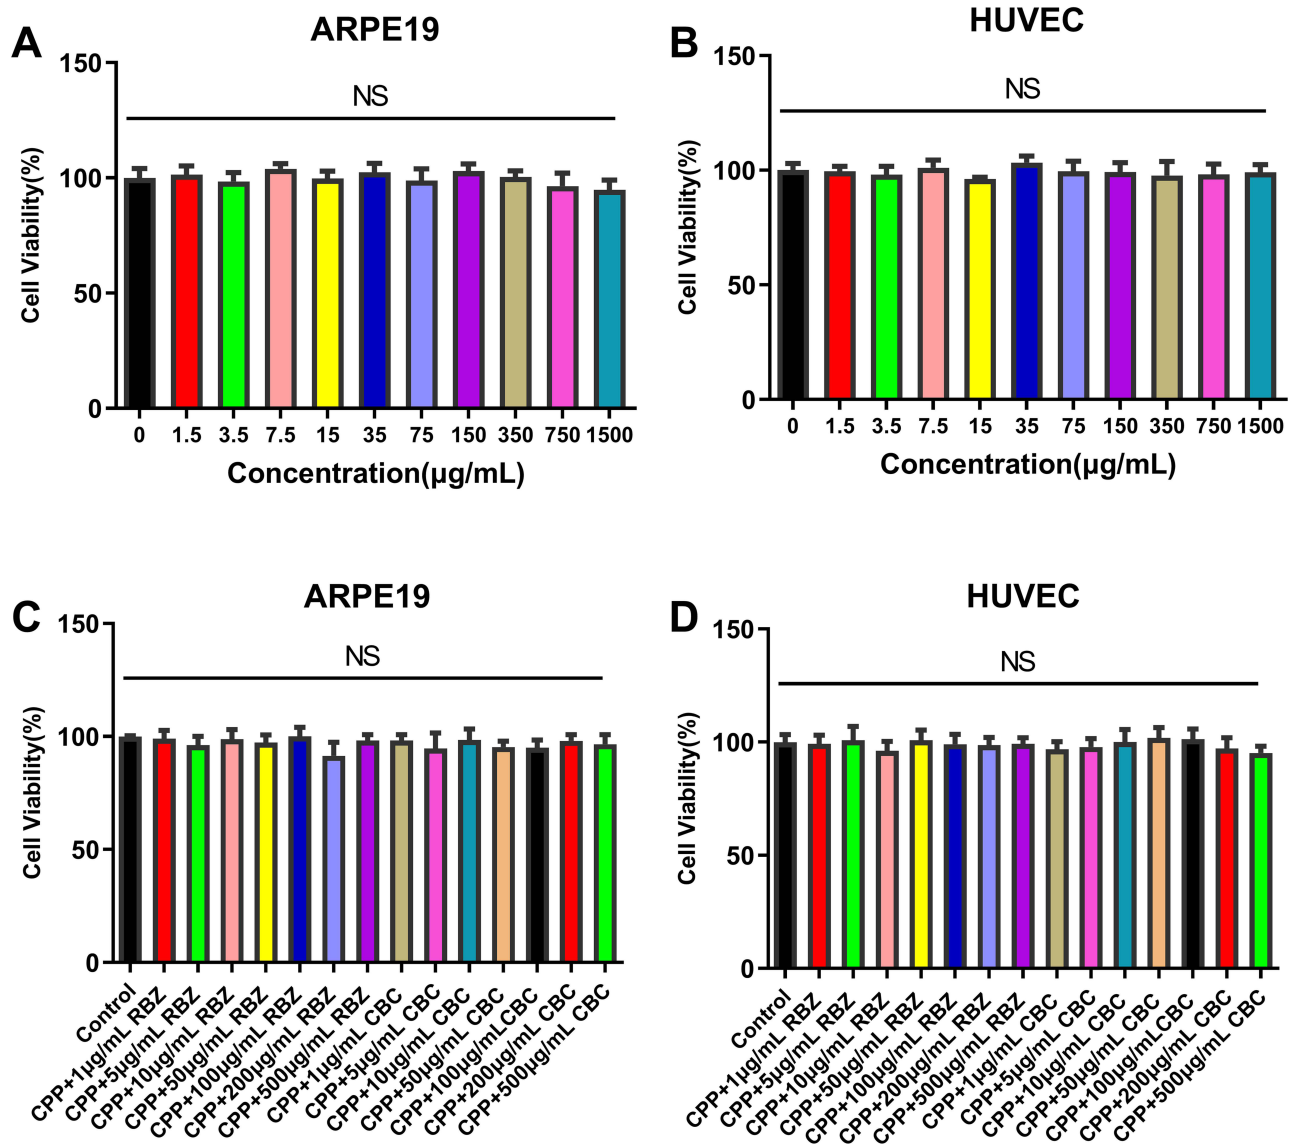 A
ARPE19
150
100
50
0
Cell Viability(%)
NS
0 1.5 3.5 7.5 15 35 75 150 350 750 1500
Concentration(µg/mL)
B
HUVEC
150
100
50
0
Cell Viability(%)
NS
0 1.5 3.5 7.5 15 35 75 150 350 750 1500
Concentration(µg/mL)
C
ARPE19
150
100
50
0
Cell Viability(%)
NS
Control
CPP+1µg/mL RBZ
CPP+5µg/mL RBZ
CPP+10µg/mL RBZ
CPP+50µg/mL RBZ
CPP+100µg/mL RBZ
CPP+200µg/mL RBZ
CPP+500µg/mL RBZ
CPP+1µg/mL CBC
CPP+5µg/mL CBC
CPP+10µg/mL CBC
CPP+50µg/mL CBC
CPP+100µg/mLCBC
CPP+200µg/mL CBC
CPP+500µg/mL CBC
D
HUVEC
150
100
50
0
Cell Viability(%)
NS
Control
CPP+1µg/mL RBZ
CPP+5µg/mL RBZ
CPP+10µg/mL RBZ
CPP+50µg/mL RBZ
CPP+100µg/mL RBZ
CPP+200µg/mL RBZ
CPP+500µg/mL RBZ
CPP+1µg/mL CBC
CPP+5µg/mL CBC
CPP+10µg/mL CBC
CPP+50µg/mL CBC
CPP+100µg/mL CBC
CPP+200µg/mL CBC
CPP+500µg/mL CBC